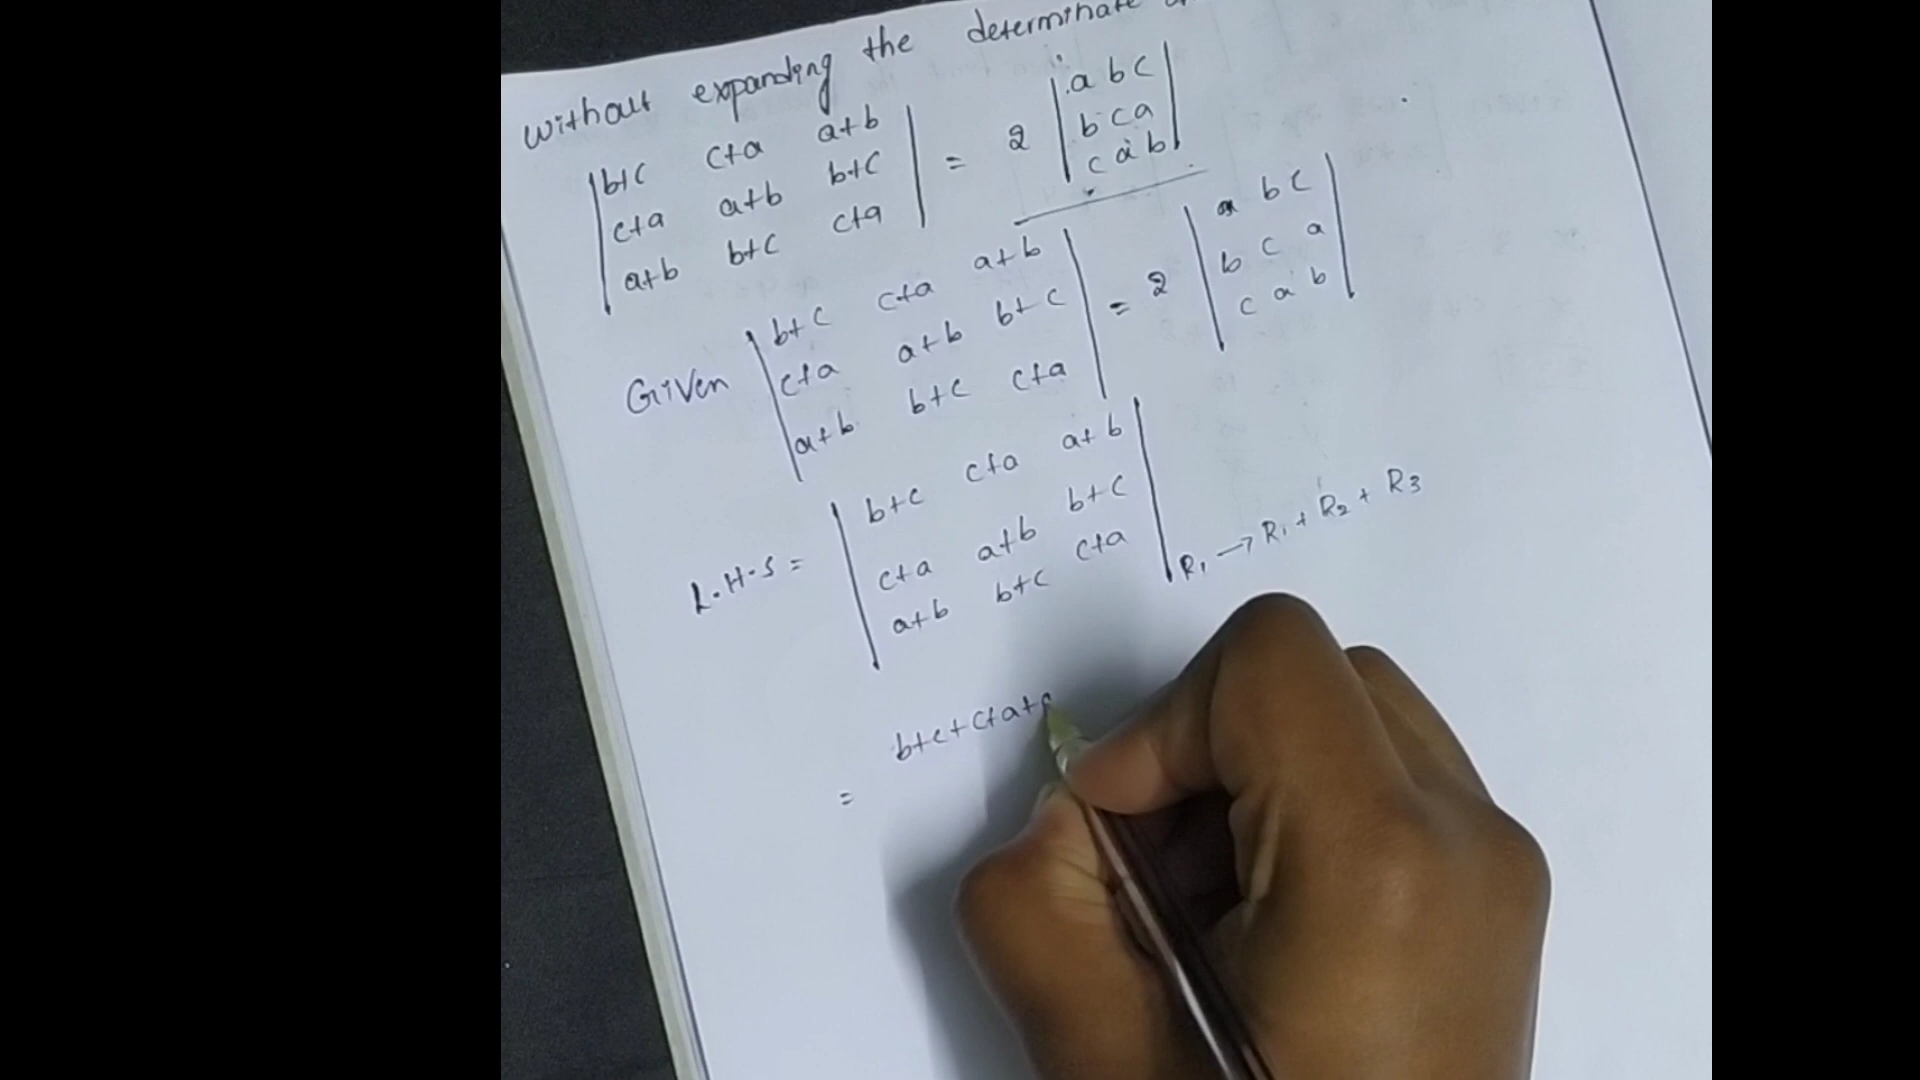 without expanding the determinate
|b+c c+a a+b| = 2 |a b c|
|c+a a+b b+c| |b c a|
|a+b b+c c+a| |c a b|
Given |b+c c+a a+b| = 2 |a b c|
|c+a a+b b+c| |b c a|
|a+b b+c c+a| |c a b|
L.H.S = |b+c c+a a+b|
|c+a a+b b+c|
|a+b b+c c+a| R₁ → R₁ + R₂ + R₃
= b+c+c+a+